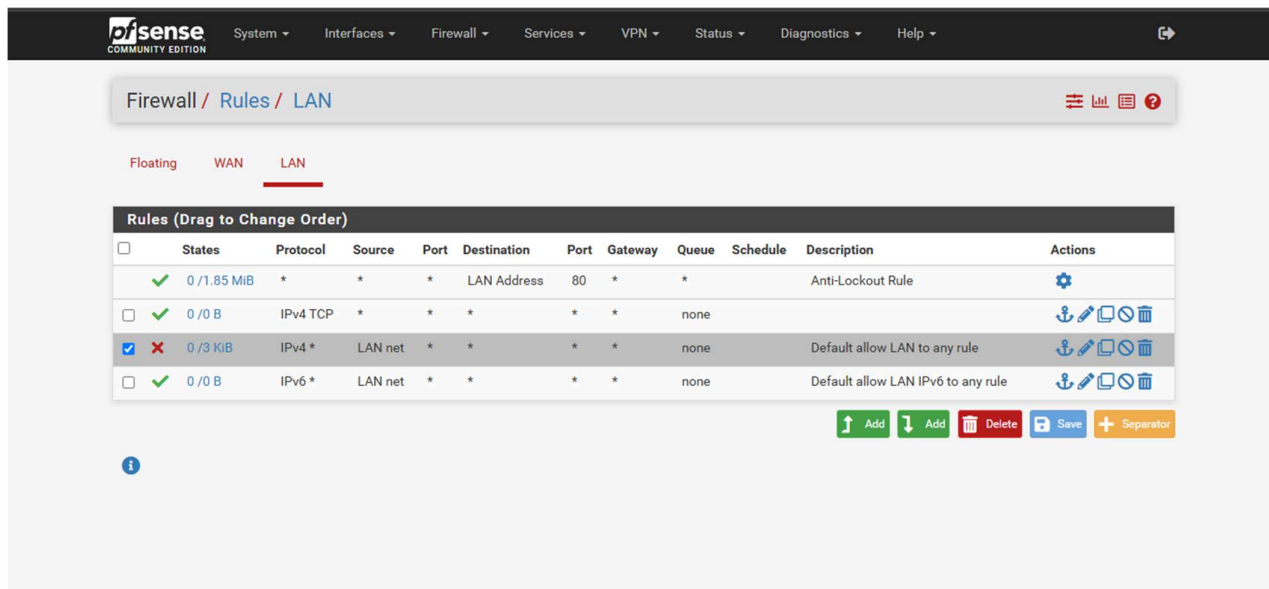 pfsense System Interfaces Firewall Services VPN Status Diagnostics Help
COMMUNITY EDITION
Firewall / Rules / LAN
Floating WAN LAN
Rules (Drag to Change Order)
States Protocol Source Port Destination Port Gateway Queue Schedule Description Actions
0 /1.85 MiB * * * LAN Address 80 * * Anti-Lockout Rule
0 /0 B IPv4 TCP * * * * * none
0 /3 KiB IPv4 * LAN net * * * * none Default allow LAN to any rule
0 /0 B IPv6 * LAN net * * * * none Default allow LAN IPv6 to any rule
Add Add Delete Save Separator